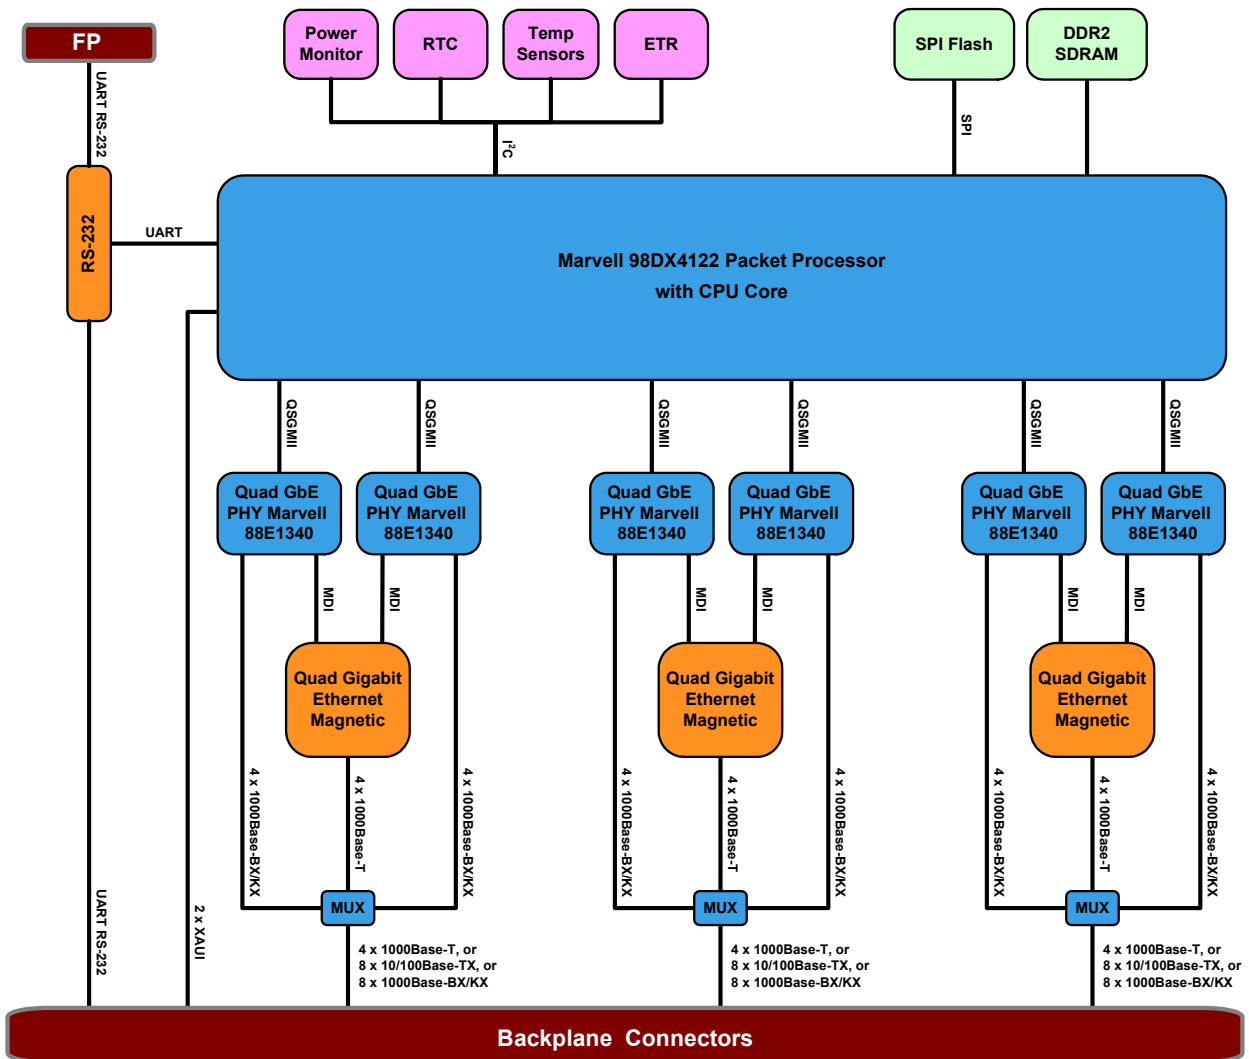 FP
Power
Monitor
RTC
Temp
Sensors
ETR
SPI Flash
DDR2
SDRAM
UART RS-232
I²C
SPI
RS-232
UART
Marvell 98DX4122 Packet Processor
with CPU Core
QSGMII
QSGMII
QSGMII
QSGMII
QSGMII
QSGMII
Quad GbE
PHY Marvell
88E1340
Quad GbE
PHY Marvell
88E1340
Quad GbE
PHY Marvell
88E1340
Quad GbE
PHY Marvell
88E1340
Quad GbE
PHY Marvell
88E1340
Quad GbE
PHY Marvell
88E1340
MDI
MDI
MDI
MDI
MDI
MDI
Quad Gigabit
Ethernet
Magnetic
Quad Gigabit
Ethernet
Magnetic
Quad Gigabit
Ethernet
Magnetic
4 x 1000Base-BX/KX
4 x 1000Base-T
4 x 1000Base-BX/KX
4 x 1000Base-BX/KX
4 x 1000Base-T
4 x 1000Base-BX/KX
4 x 1000Base-BX/KX
4 x 1000Base-T
4 x 1000Base-BX/KX
MUX
MUX
MUX
UART RS-232
2 x XAUI
4 x 1000Base-T, or
8 x 10/100Base-TX, or
8 x 1000Base-BX/KX
4 x 1000Base-T, or
8 x 10/100Base-TX, or
8 x 1000Base-BX/KX
4 x 1000Base-T, or
8 x 10/100Base-TX, or
8 x 1000Base-BX/KX
Backplane Connectors